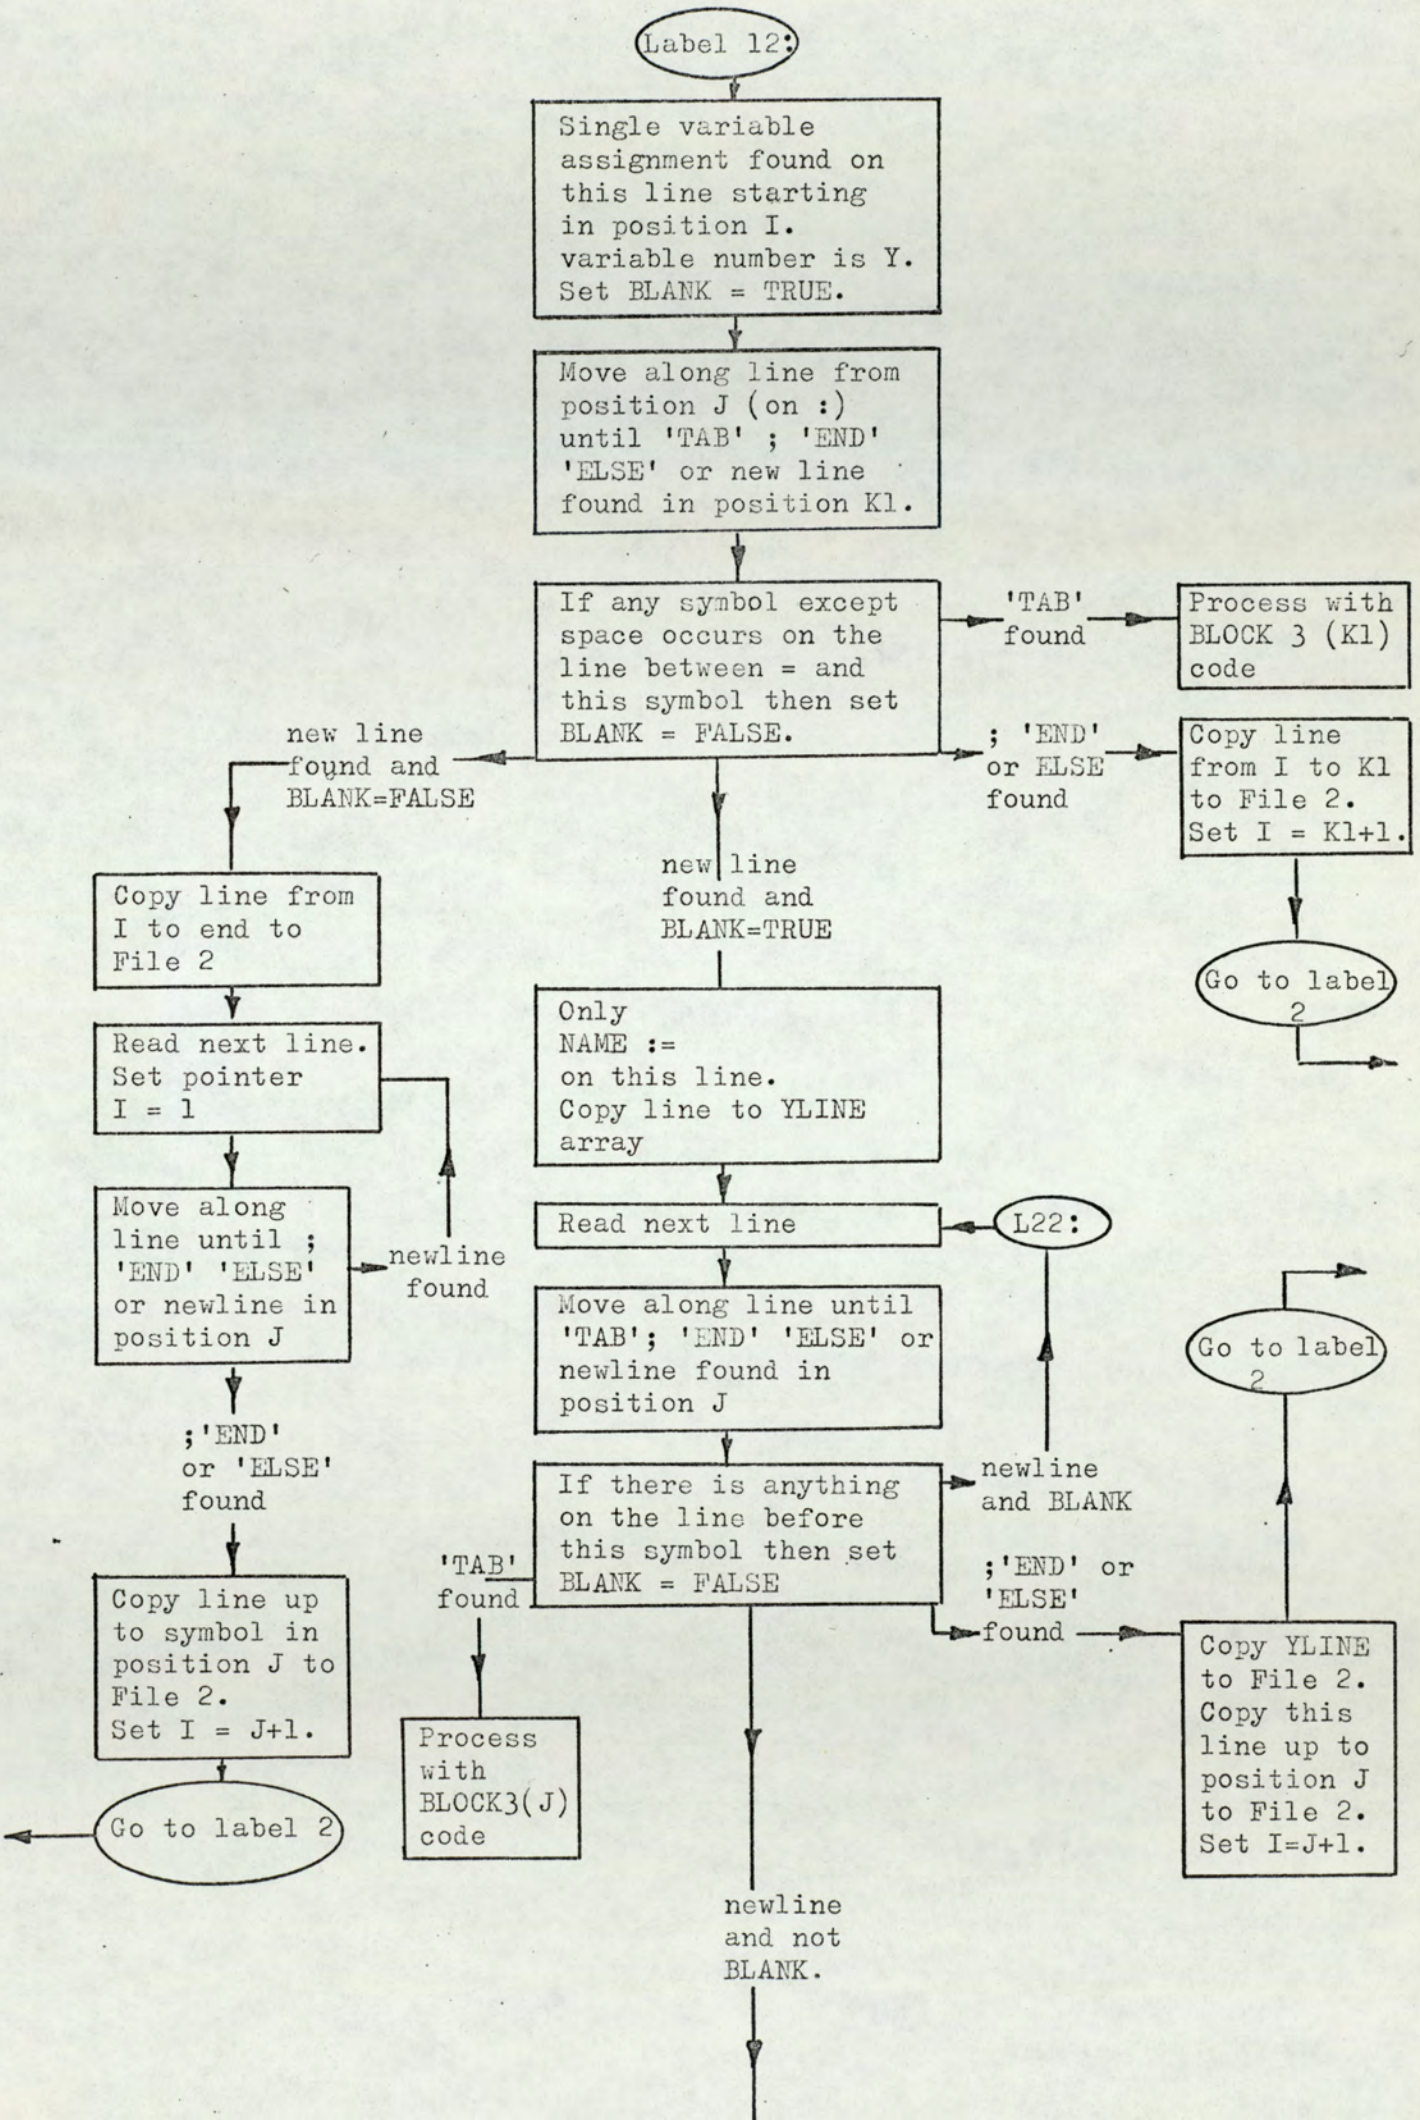 Label 12:
Single variable
assignment found on
this line starting
in position I.
variable number is Y.
Set BLANK = TRUE.
Move along line from
position J (on :)
until 'TAB' ; 'END'
'ELSE' or new line
found in position K1.
If any symbol except
space occurs on the
line between = and
this symbol then set
BLANK = FALSE.
'TAB'
found
Process with
BLOCK 3 (K1)
code
; 'END'
or ELSE
found
Copy line
from I to K1
to File 2.
Set I = K1+1.
Go to label
2
new line
found and
BLANK=FALSE
Copy line from
I to end to
File 2
Read next line.
Set pointer
I = 1
Move along
line until ;
'END' 'ELSE'
or newline in
position J
newline
found
;'END'
or 'ELSE'
found
Copy line up
to symbol in
position J to
File 2.
Set I = J+1.
Go to label 2
new line
found and
BLANK=TRUE
Only
NAME :=
on this line.
Copy line to YLINE
array
Read next line
L22:
Move along line until
'TAB'; 'END' 'ELSE' or
newline found in
position J
If there is anything
on the line before
this symbol then set
BLANK = FALSE
newline
and BLANK
'TAB'
found
Process
with
BLOCK3(J)
code
;'END' or
'ELSE'
found
Copy YLINE
to File 2.
Copy this
line up to
position J
to File 2.
Set I=J+1.
Go to label
2
newline
and not
BLANK.